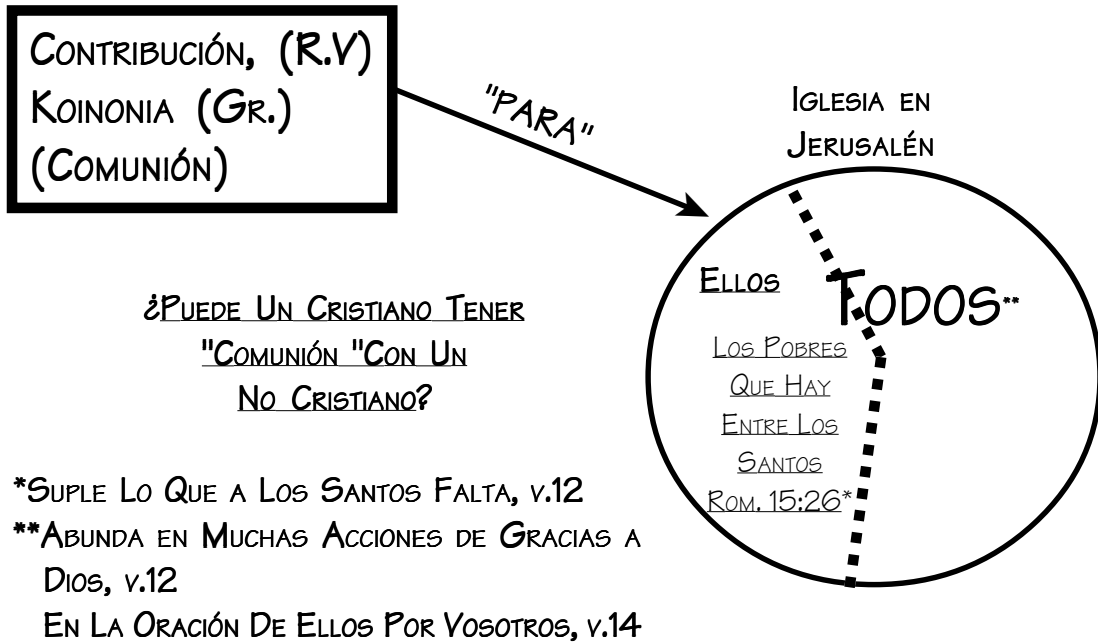 Contribución, (R.V)
Koinonia (Gr.)
(Comunión)
"PARA"
Iglesia en
Jerusalén
Ellos
Todos**
Los Pobres
Que Hay
Entre Los
Santos
Rom. 15:26*
¿Puede Un Cristiano Tener
"Comunión "Con Un
No Cristiano?
*Suple Lo Que a Los Santos Falta, v.12
**Abunda en Muchas Acciones de Gracias a
Dios, v.12
En La Oración De Ellos Por Vosotros, v.14